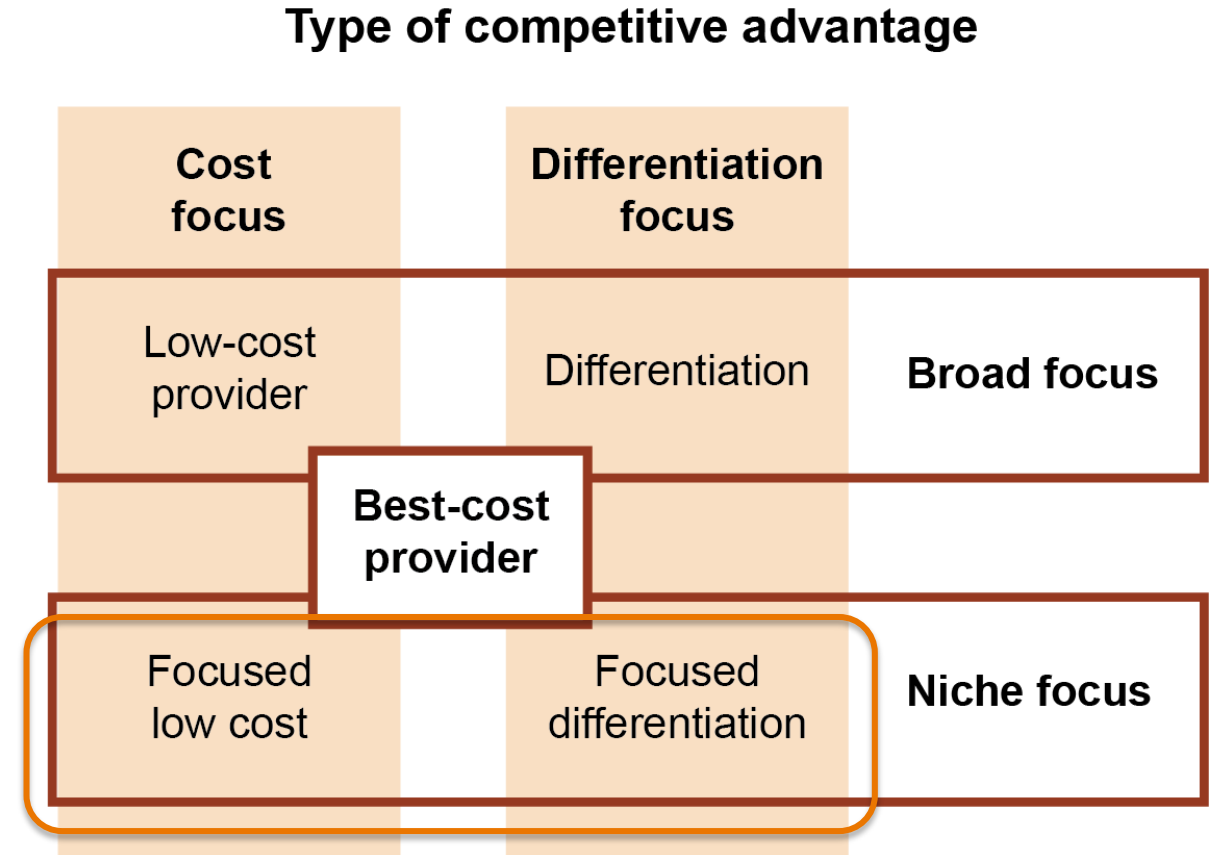 Type of competitive advantage
Cost
focus
Differentiation
focus
Low-cost
provider
Differentiation
Broad focus
Best-cost
provider
Focused
low cost
Focused
differentiation
Niche focus